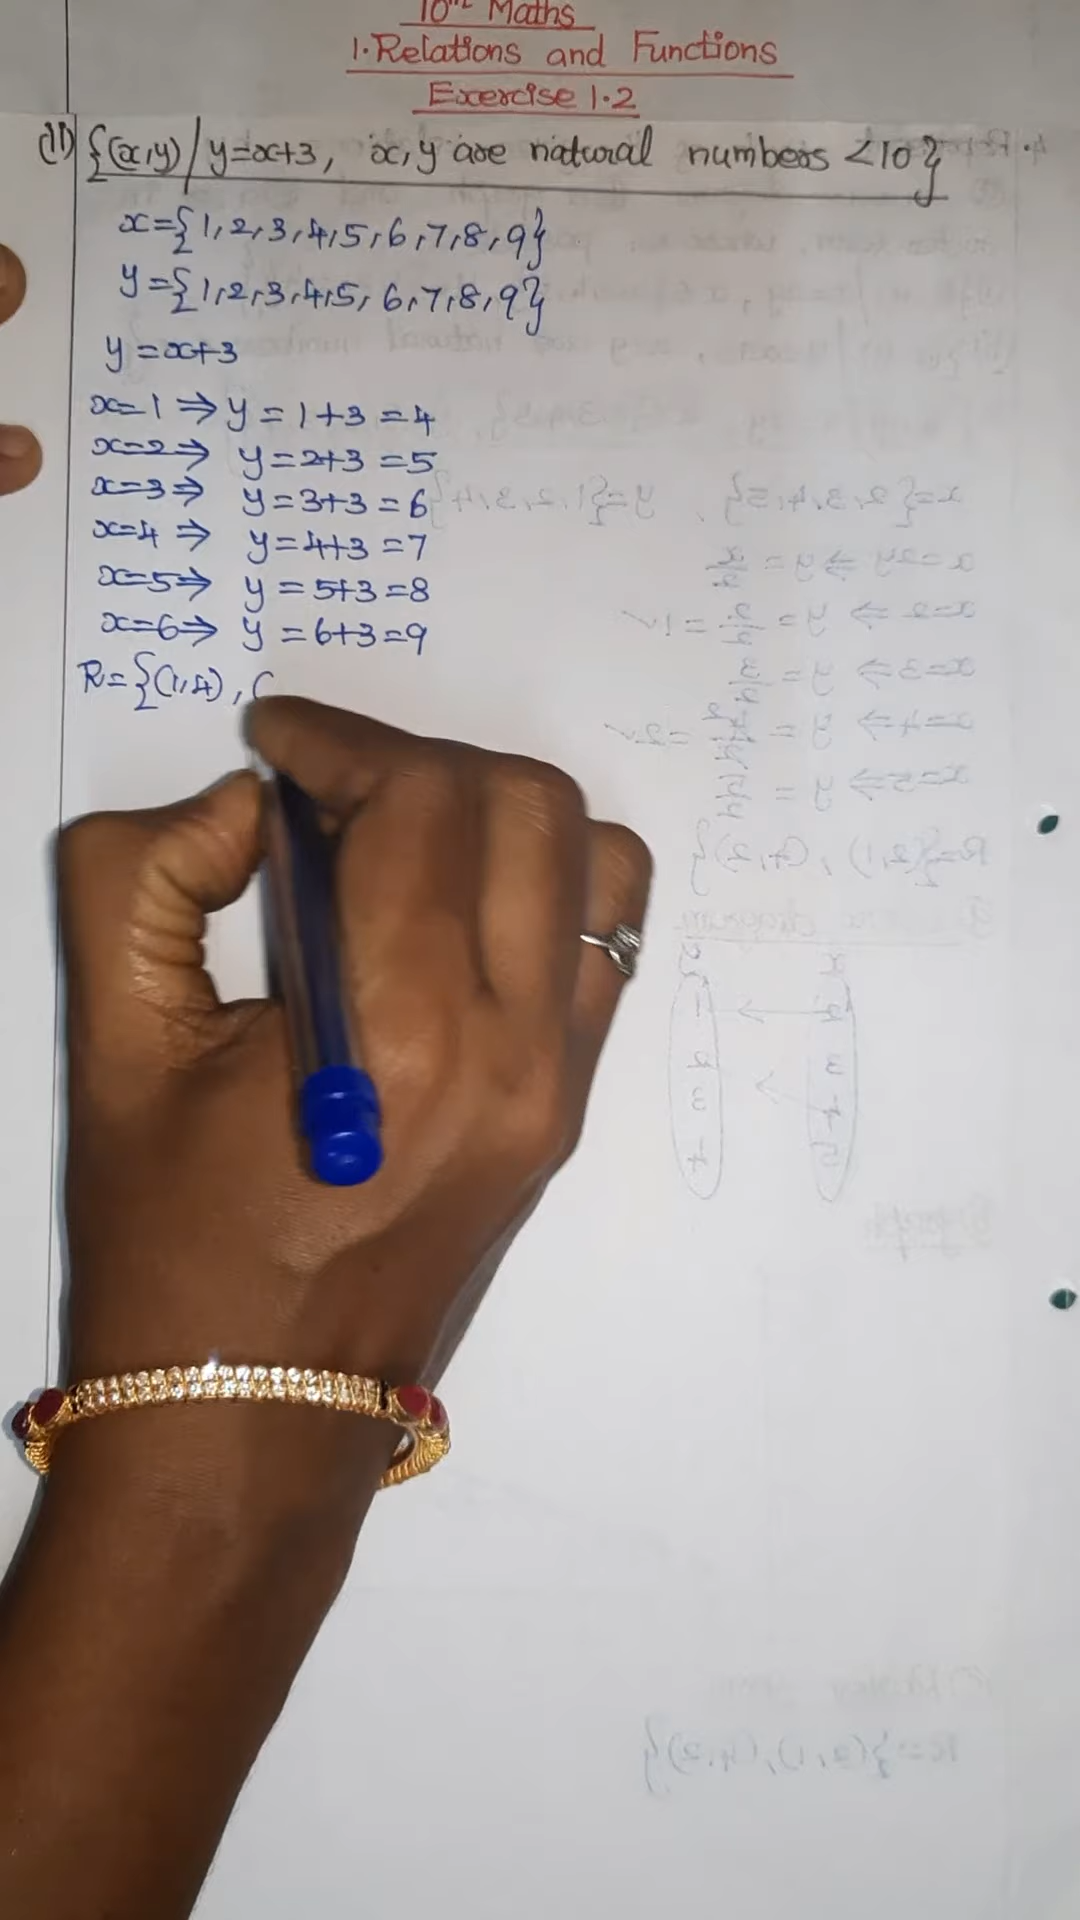 10th Maths
1. Relations and Functions
Exercise 1.2
(ii) {(x,y) / y=x+3, x,y are natural numbers <10}
x={1,2,3,4,5,6,7,8,9}
y={1,2,3,4,5,6,7,8,9}
y=x+3
x=1 ⇒ y=1+3=4
x=2 ⇒ y=2+3=5
x=3 ⇒ y=3+3=6
x=4 ⇒ y=4+3=7
x=5 ⇒ y=5+3=8
x=6 ⇒ y=6+3=9
R={(1,4), (